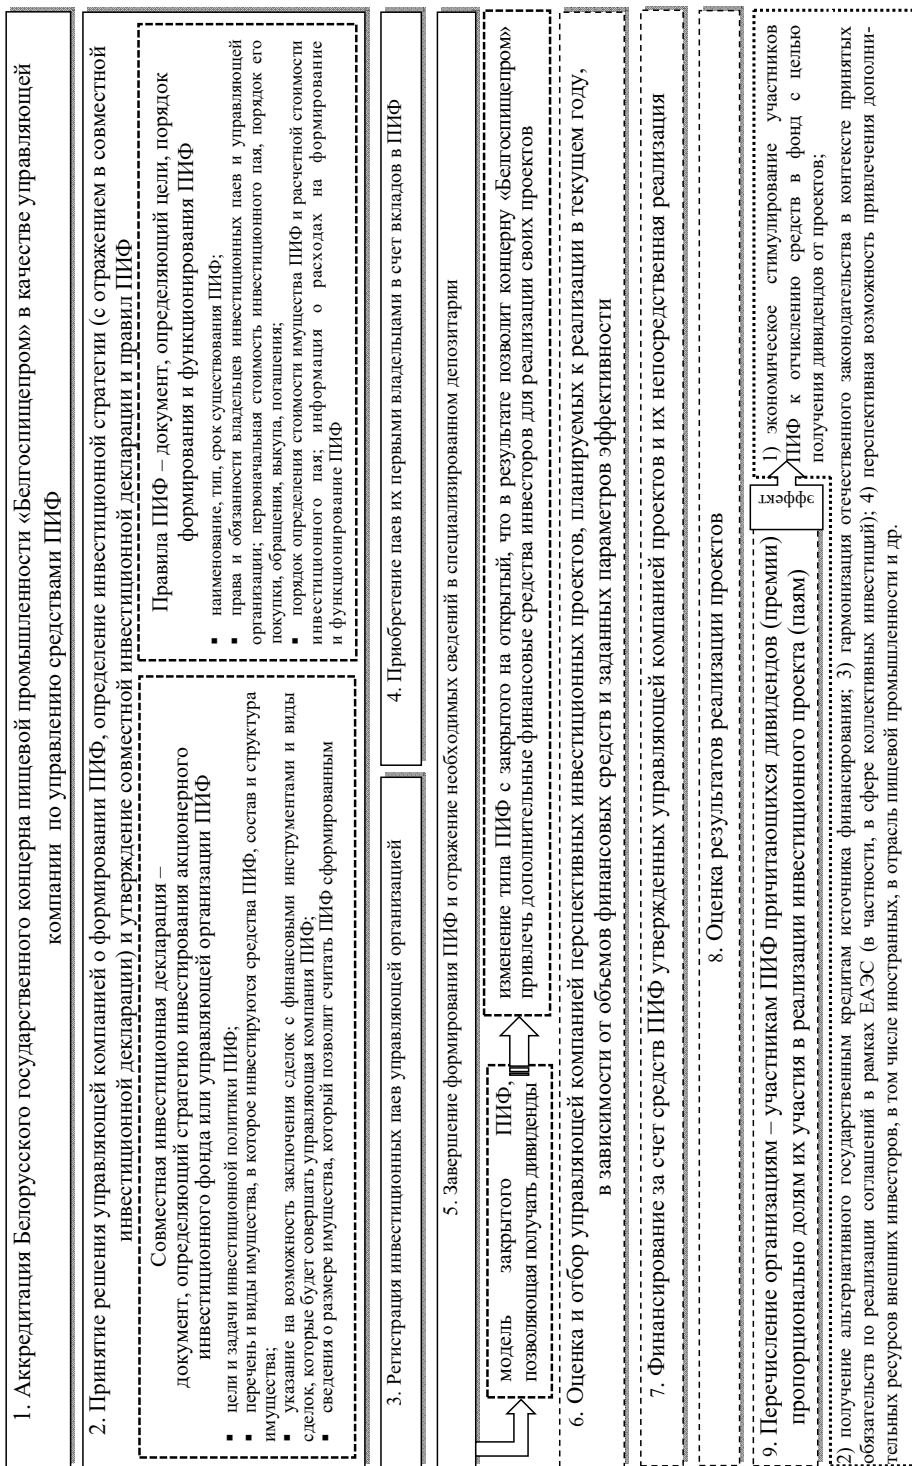 1. Аккредитация Белорусского государственного концерна пищевой промышленности «Белгоспищепром» в качестве управляющей
компании по управлению средствами ПИФ
2. Принятие решения управляющей компанией о формировании ПИФ, определение инвестиционной стратегии (с отражением в совместной
инвестиционной декларации) и утверждение совместной инвестиционной декларации и правил ПИФ
Совместная инвестиционная декларация –
документ, определяющий стратегию инвестирования акционерного
инвестиционного фонда или управляющей организации ПИФ
▪ цели и задачи инвестиционной политики ПИФ;
▪ перечень и виды имущества, в которое инвестируются средства ПИФ, состав и структура
имущества;
▪ указание на возможность заключения сделок с финансовыми инструментами и виды
сделок, которые будет совершать управляющая компания ПИФ;
▪ сведения о размере имущества, который позволит считать ПИФ сформированным
Правила ПИФ – документ, определяющий цели, порядок
формирования и функционирования ПИФ
▪ наименование, тип, срок существования ПИФ;
▪ права и обязанности владельцев инвестиционных паев и управляющей
организации; первоначальная стоимость инвестиционного пая, порядок его
покупки, обращения, выкупа, погашения;
▪ порядок определения стоимости имущества ПИФ и расчетной стоимости
инвестиционного пая; информация о расходах на формирование
и функционирование ПИФ
3. Регистрация инвестиционных паев управляющей организацией
4. Приобретение паев их первыми владельцами в счет вкладов в ПИФ
5. Завершение формирования ПИФ и отражение необходимых сведений в специализированном депозитарии
модель закрытого ПИФ,
позволяющая получать дивиденды
изменение типа ПИФ с закрытого на открытый, что в результате позволит концерну «Белгоспищепром»
привлечь дополнительные финансовые средства инвесторов для реализации своих проектов
6. Оценка и отбор управляющей компанией перспективных инвестиционных проектов, планируемых к реализации в текущем году,
в зависимости от объемов финансовых средств и заданных параметров эффективности
7. Финансирование за счет средств ПИФ утвержденных управляющей компанией проектов и их непосредственная реализация
8. Оценка результатов реализации проектов
9. Перечисление организациям – участникам ПИФ причитающихся дивидендов (премии)
пропорционально долям их участия в реализации инвестиционного проекта (паям)
эффект
1) экономическое стимулирование участников
ПИФ к отчислению средств в фонд с целью
получения дивидендов от проектов;
2) получение альтернативного государственным кредитам источника финансирования; 3) гармонизация отечественного законодательства в контексте принятых
обязательств по реализации соглашений в рамках ЕАЭС (в частности, в сфере коллективных инвестиций); 4) перспективная возможность привлечения дополни-
тельных ресурсов внешних инвесторов, в том числе иностранных, в отрасль пищевой промышленности и др.